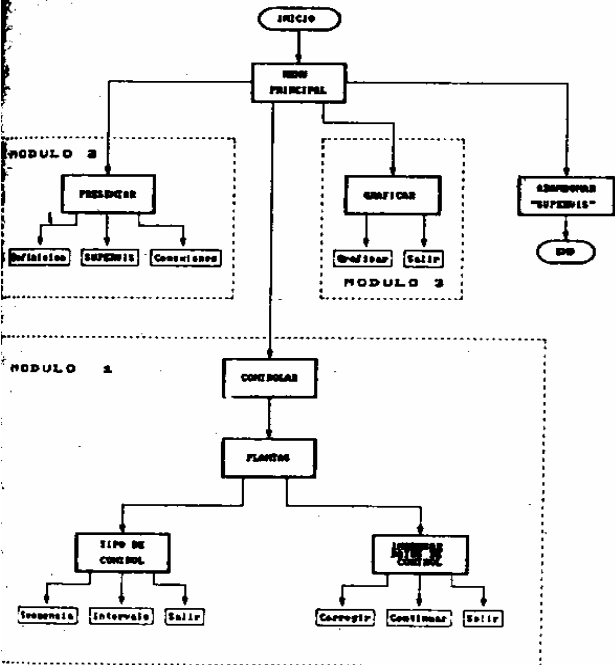 INICIO
MENU
PRINCIPAL
MODULO 2
PRESENTAR
GRAFICAR
ABANDONAR
"SUPERVIS"
Definicion
SUPERVIS
Conexiones
Graficar
Salir
MODULO 3
MODULO 1
CONTROLAR
PLANTAS
TIPO DE
CONTROL
CONTROL
Secuencia
Intervalo
Salir
Corregir
Continuar
Salir